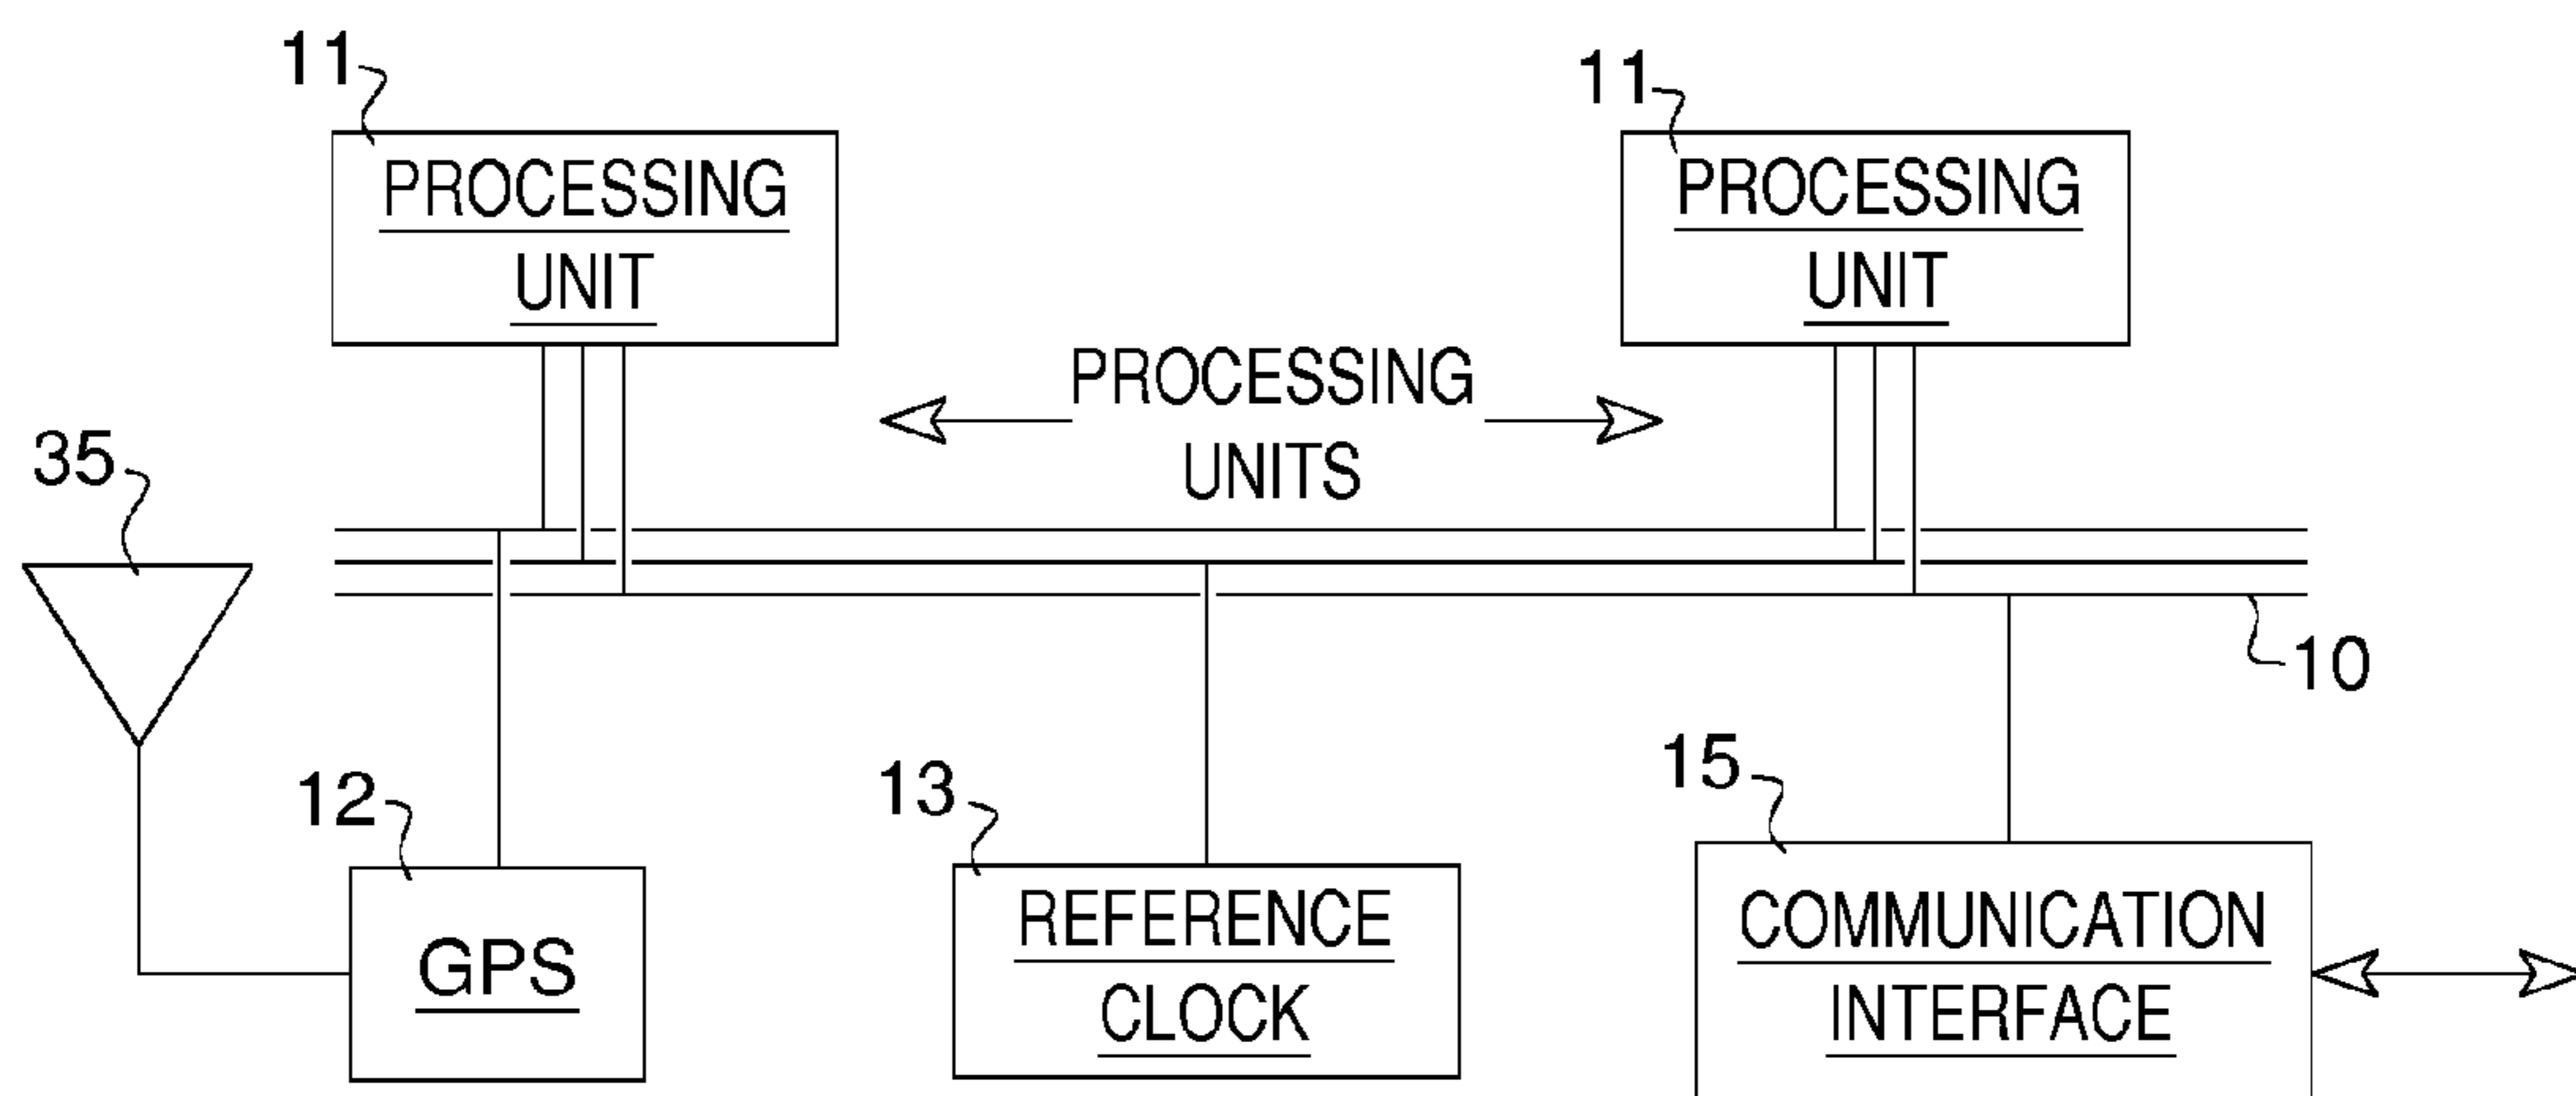 11
PROCESSING
UNIT
11
PROCESSING
UNIT
PROCESSING
UNITS
35
10
12
GPS
13
REFERENCE
CLOCK
15
COMMUNICATION
INTERFACE